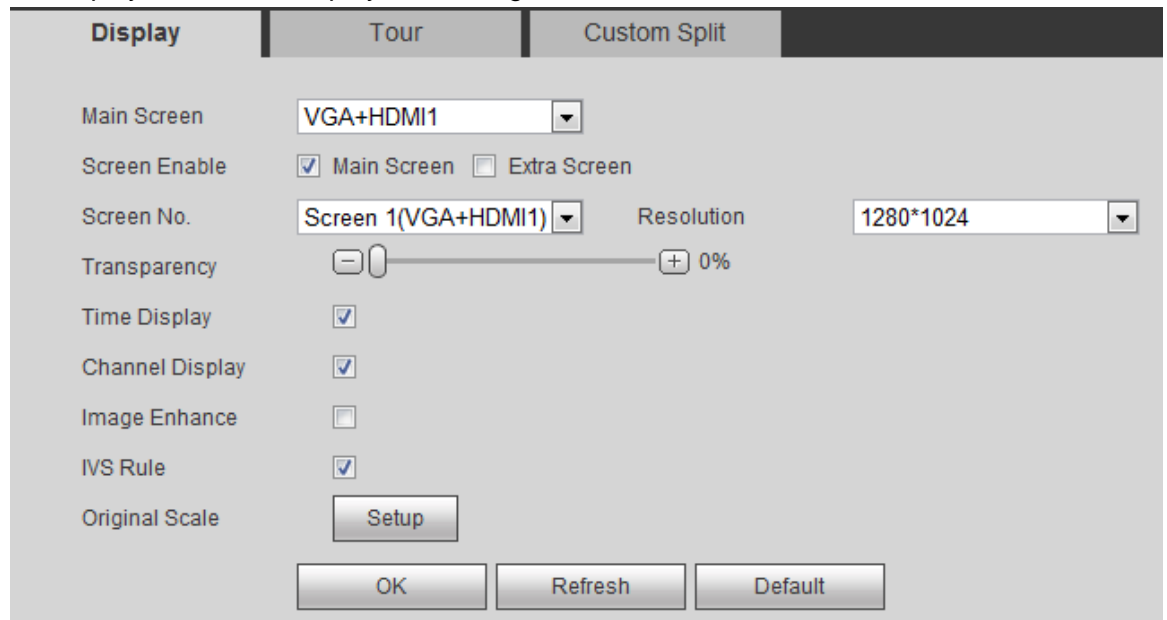 Display Tour Custom Split
Main Screen VGA+HDMI1
Screen Enable Main Screen Extra Screen
Screen No. Screen 1(VGA+HDMI1) Resolution 1280*1024
Transparency 0%
Time Display
Channel Display
Image Enhance
IVS Rule
Original Scale Setup
OK Refresh Default